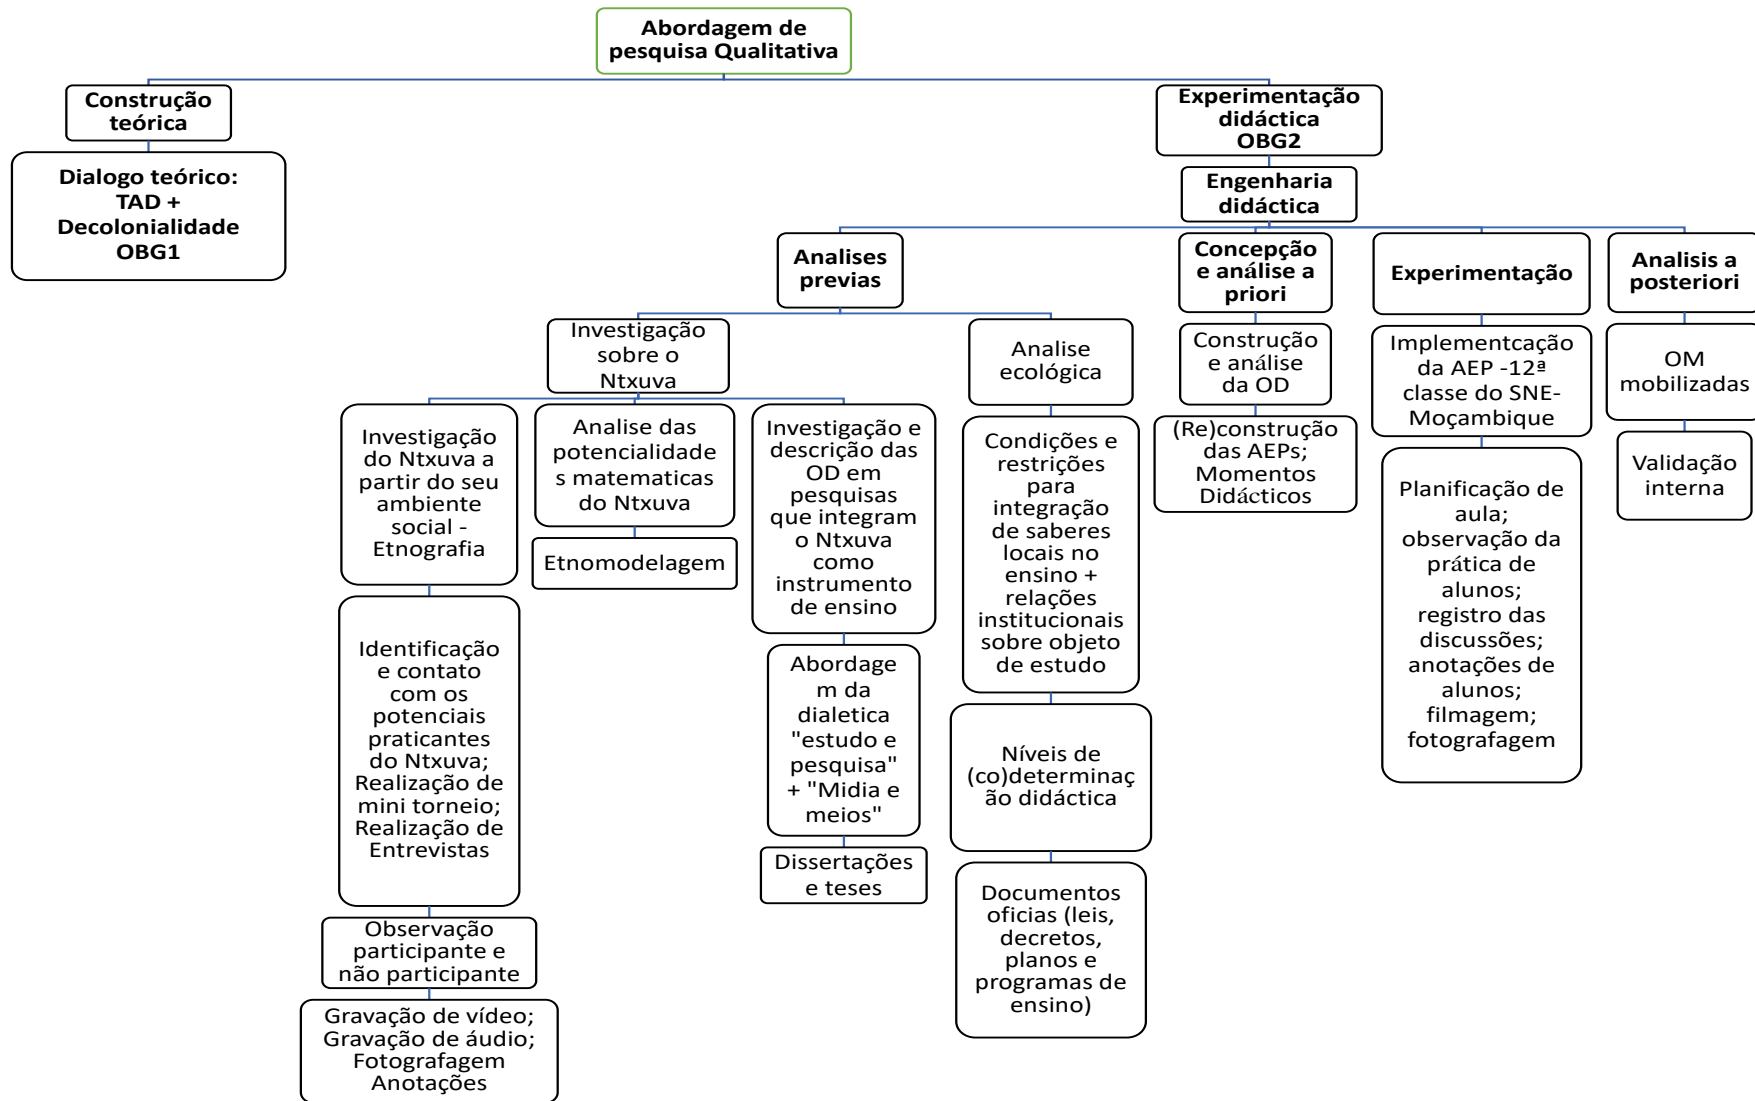 Abordagem de
pesquisa Qualitativa
Construção
teórica
Dialogo teórico:
TAD +
Decolonialidade
OBG1
Experimentação
didáctica
OBG2
Engenharia
didáctica
Analises
previas
Concepção
e análise a
priori
Experimentação
Analisis a
posteriori
Investigação
sobre o
Ntxuva
Analise
ecológica
Construção
e análise
da OD
Implementcação
da AEP -12ª
classe do SNE-
Moçambique
OM
mobilizadas
Investigação
do Ntxuva a
partir do seu
ambiente
social -
Etnografia
Analise das
potencialidade
s matematicas
do Ntxuva
Investigação e
descrição das
OD em
pesquisas
que integram
o Ntxuva
como
instrumento
de ensino
Condições e
restrições
para
integração
de saberes
locais no
ensino +
relações
institucionais
sobre objeto
de estudo
(Re)construção
das AEPs;
Momentos
Didácticos
Planificação de
aula;
observação da
prática de
alunos;
registro das
discussões;
anotações de
alunos;
filmagem;
fotografagem
Validação
interna
Etnomodelagem
Identificação
e contato
com os
potenciais
praticantes
do Ntxuva;
Realização de
mini torneio;
Realização de
Entrevistas
Abordage
m da
dialetica
"estudo e
pesquisa"
+ "Midia e
meios"
Níveis de
(co)determinaç
ão didáctica
Dissertações
e teses
Documentos
oficias (leis,
decretos,
planos e
programas de
ensino)
Observação
participante e
não participante
Gravação de vídeo;
Gravação de áudio;
Fotografagem
Anotações